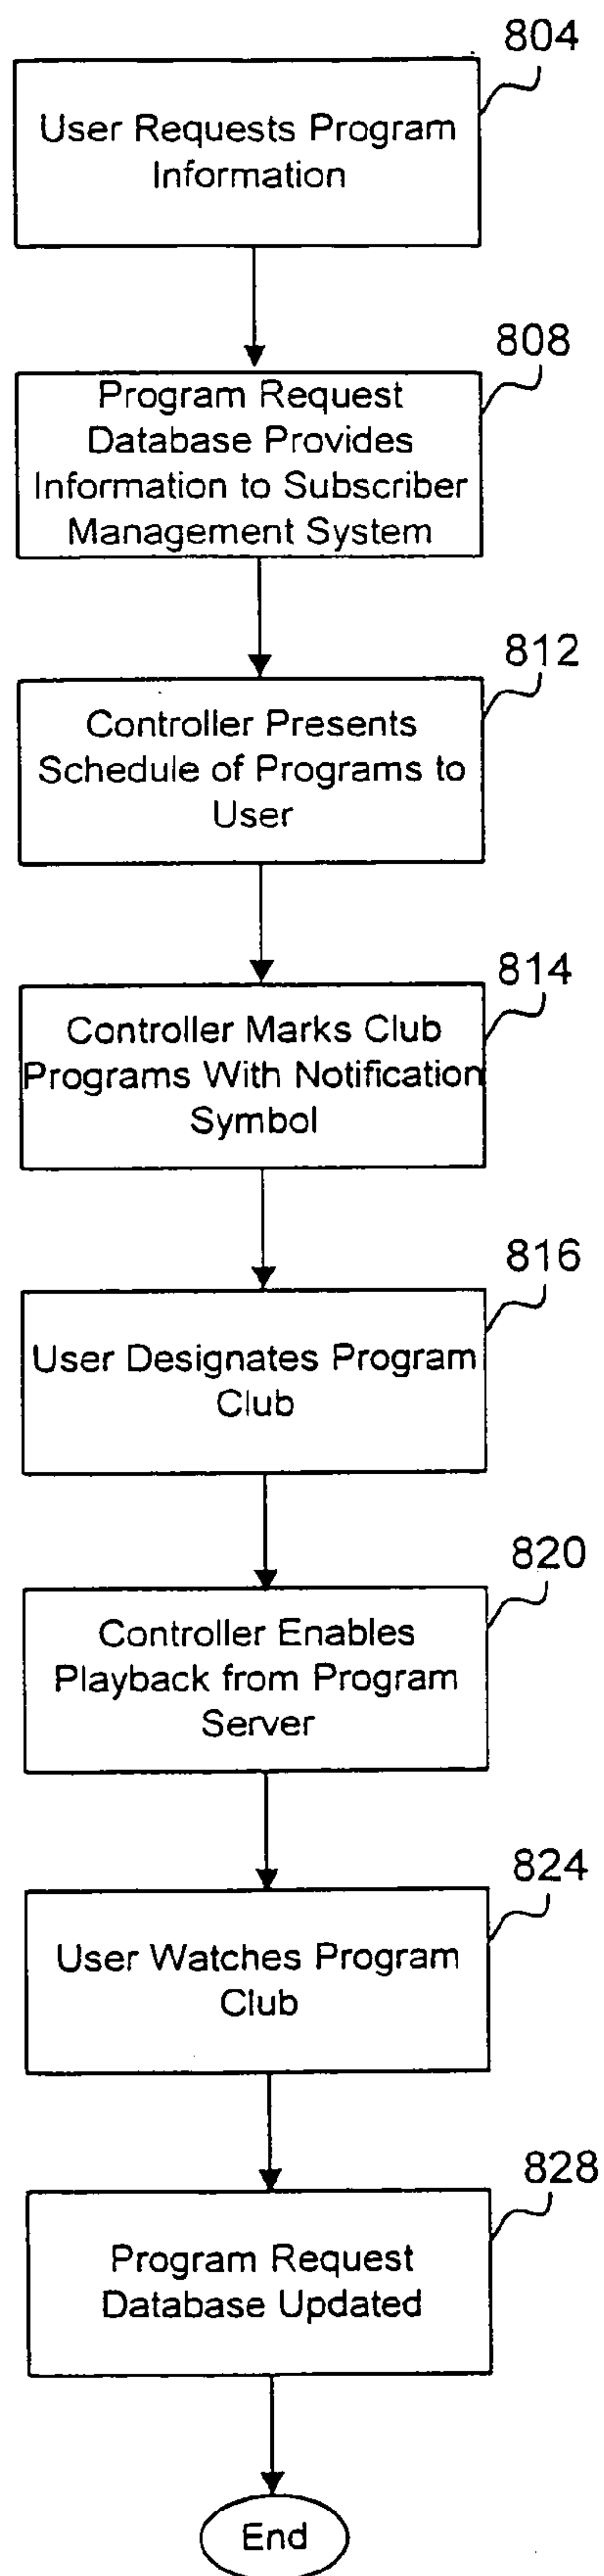 804
User Requests Program
Information
808
Program Request
Database Provides
Information to Subscriber
Management System
812
Controller Presents
Schedule of Programs to
User
814
Controller Marks Club
Programs With Notification
Symbol
816
User Designates Program
Club
820
Controller Enables
Playback from Program
Server
824
User Watches Program
Club
828
Program Request
Database Updated
End